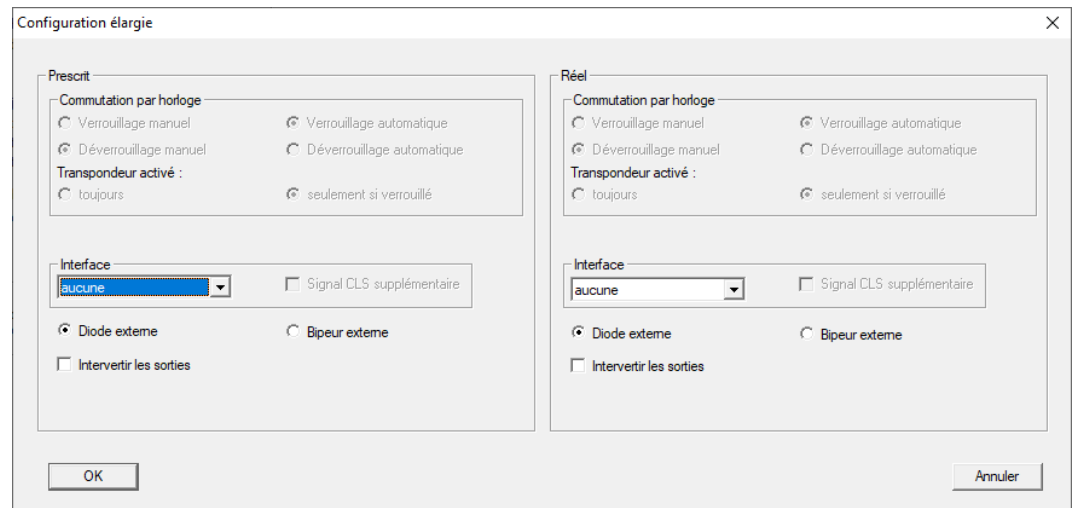 Configuration élargie
Prescrit
Commutation par horloge
Verrouillage manuel
Verrouillage automatique
Déverrouillage manuel
Déverrouillage automatique
Transpondeur activé :
toujours
seulement si verrouillé
Interface
aucune
Signal CLS supplémentaire
Diode externe
Bipeur externe
Intervertir les sorties
Réel
Commutation par horloge
Verrouillage manuel
Verrouillage automatique
Déverrouillage manuel
Déverrouillage automatique
Transpondeur activé :
toujours
seulement si verrouillé
Interface
aucune
Signal CLS supplémentaire
Diode externe
Bipeur externe
Intervertir les sorties
OK
Annuler